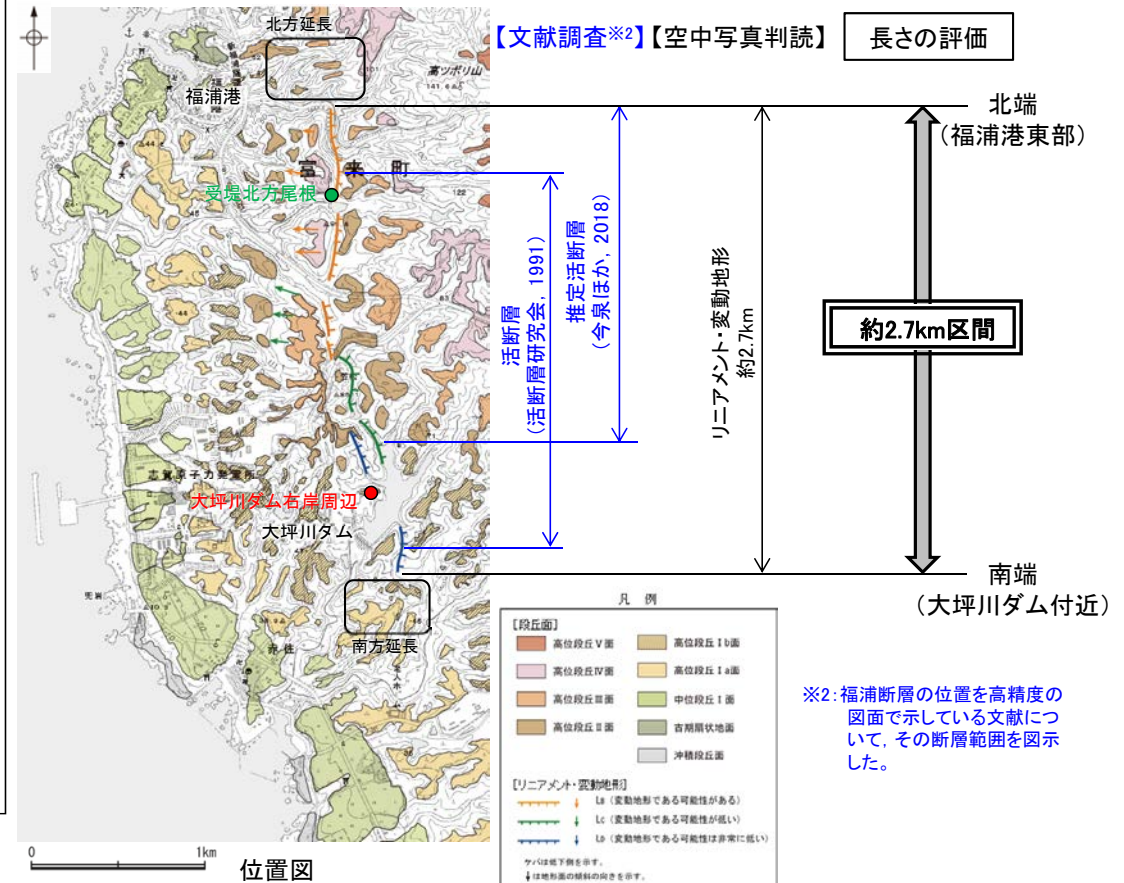 北方延長
高ツボリ山
福浦港
富来町
受堤北方尾根
122
志賀原子力発電所
大坪川ダム右岸周辺
大坪川ダム
兜岩
赤住
南方延長
0
1km
位置図
【文献調査※2】【空中写真判読】
長さの評価
活断層
(活断層研究会, 1991)
推定活断層
(今泉ほか, 2018)
リニアメント・変動地形
約2.7km
北端
(福浦港東部)
約2.7km区間
南端
(大坪川ダム付近)
凡 例
[段丘面]
高位段丘Ⅴ面
高位段丘Ⅰb面
高位段丘Ⅳ面
高位段丘Ⅰa面
高位段丘Ⅲ面
中位段丘Ⅰ面
高位段丘Ⅱ面
古期扇状地面
沖積段丘面
[リニアメント・変動地形]
LB (変動地形である可能性がある)
Lc (変動地形である可能性が低い)
LD (変動地形である可能性は非常に低い)
ケバは低下側を示す。
↓は地形面の傾斜の向きを示す。
※2:福浦断層の位置を高精度の
図面で示している文献につ
いて, その断層範囲を図示
した。